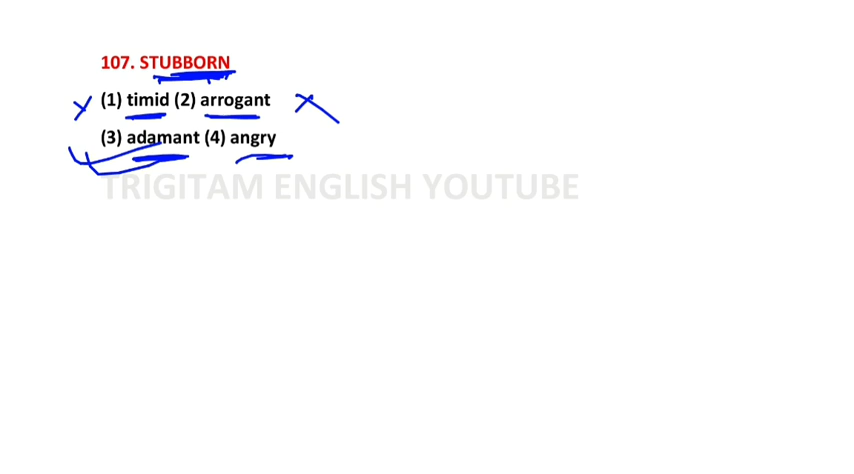 107. STUBBORN
(1) timid (2) arrogant
(3) adamant (4) angry
TRIGITAM ENGLISH YOUTUBE